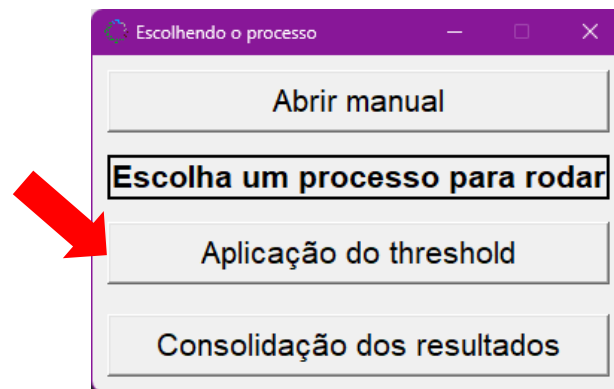 Escolhendo o processo
Abrir manual
Escolha um processo para rodar
Aplicação do threshold
Consolidação dos resultados